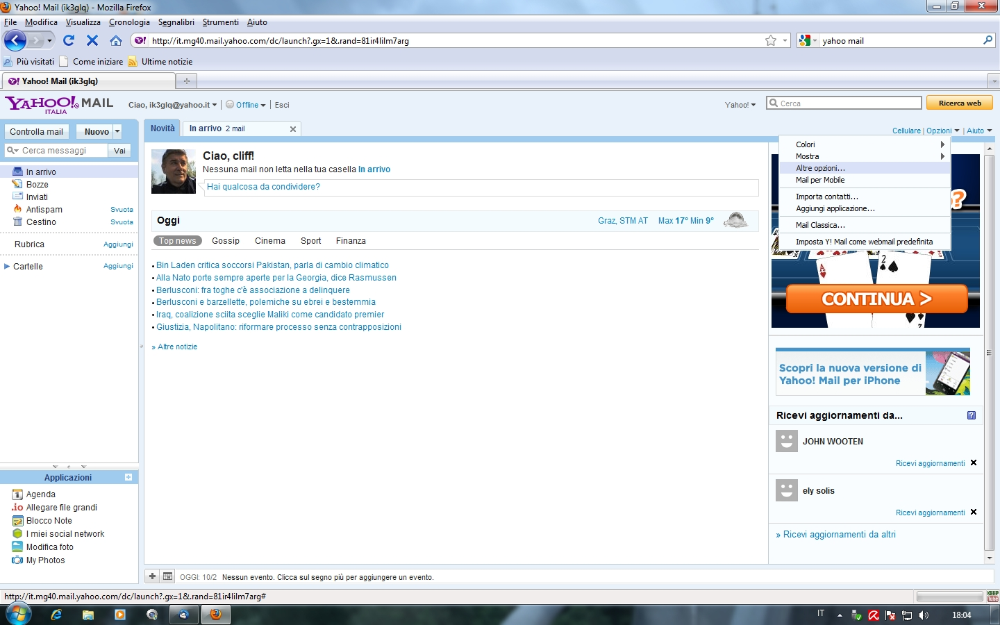 Yahoo! Mail (ik3glq) - Mozilla Firefox
File Modifica Visualizza Cronologia Segnalibri Strumenti Aiuto
http://it.mg40.mail.yahoo.com/dc/launch?.gx=1&.rand=81ir4lilm7arg
yahoo mail
Più visitati Come iniziare Ultime notizie
Yahoo! Mail (ik3glq)
YAHOO! MAIL
ITALIA
Ciao, ik3glq@yahoo.it | Offline | Esci
Yahoo!
Cerca
Ricerca web
Controlla mail Nuovo
Cerca messaggi Vai
Novità
In arrivo 2 mail
Cellulare | Opzioni | Aiuto
In arrivo
Bozze
Inviati
Antispam Svuota
Cestino Svuota
Rubrica Aggiungi
Cartelle Aggiungi
Ciao, cliff!
Nessuna mail non letta nella tua casella In arrivo
Hai qualcosa da condividere?
Oggi
Graz, STM AT Max 17° Min 9°
Top news Gossip Cinema Sport Finanza
• Bin Laden critica soccorsi Pakistan, parla di cambio climatico
• Alla Nato porte sempre aperte per la Georgia, dice Rasmussen
• Berlusconi: fra toghe c'è associazione a delinquere
• Berlusconi e barzellette, polemiche su ebrei e bestemmia
• Iraq, coalizione sciita sceglie Maliki come candidato premier
• Giustizia, Napolitano: riformare processo senza contrapposizioni
» Altre notizie
Colori
Mostra
Altre opzioni...
Mail per Mobile
Importa contatti...
Aggiungi applicazione...
Mail Classica...
Imposta Y! Mail come webmail predefinita
?
A
2
CONTINUA >
Scopri la nuova versione di
Yahoo! Mail per iPhone
Ricevi aggiornamenti da...
JOHN WOOTEN
Ricevi aggiornamenti
ely solis
Ricevi aggiornamenti
» Ricevi aggiornamenti da altri
Applicazioni
Agenda
Allegare file grandi
Blocco Note
I miei social network
Modifica foto
My Photos
OGGI: 10/2 Nessun evento. Clicca sul segno più per aggiungere un evento.
http://it.mg40.mail.yahoo.com/dc/launch?.gx=1&.rand=81ir4lilm7arg#
KEEP
Tube
IT
18:04